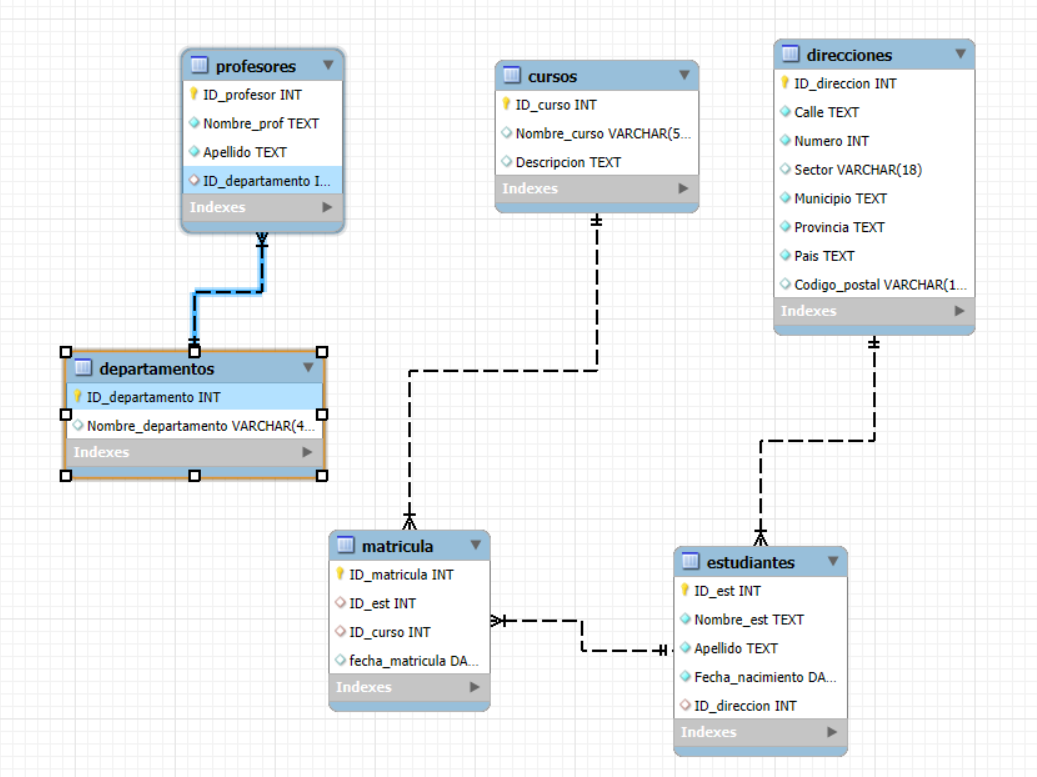 profesores
ID_profesor INT
Nombre_prof TEXT
Apellido TEXT
ID_departamento I...
Indexes
cursos
ID_curso INT
Nombre_curso VARCHAR(5...
Descripcion TEXT
Indexes
direcciones
ID_direccion INT
Calle TEXT
Numero INT
Sector VARCHAR(18)
Municipio TEXT
Provincia TEXT
Pais TEXT
Codigo_postal VARCHAR(1...
Indexes
departamentos
ID_departamento INT
Nombre_departamento VARCHAR(4...
Indexes
matricula
ID_matricula INT
ID_est INT
ID_curso INT
fecha_matricula DA...
Indexes
estudiantes
ID_est INT
Nombre_est TEXT
Apellido TEXT
Fecha_nacimiento DA...
ID_direccion INT
Indexes